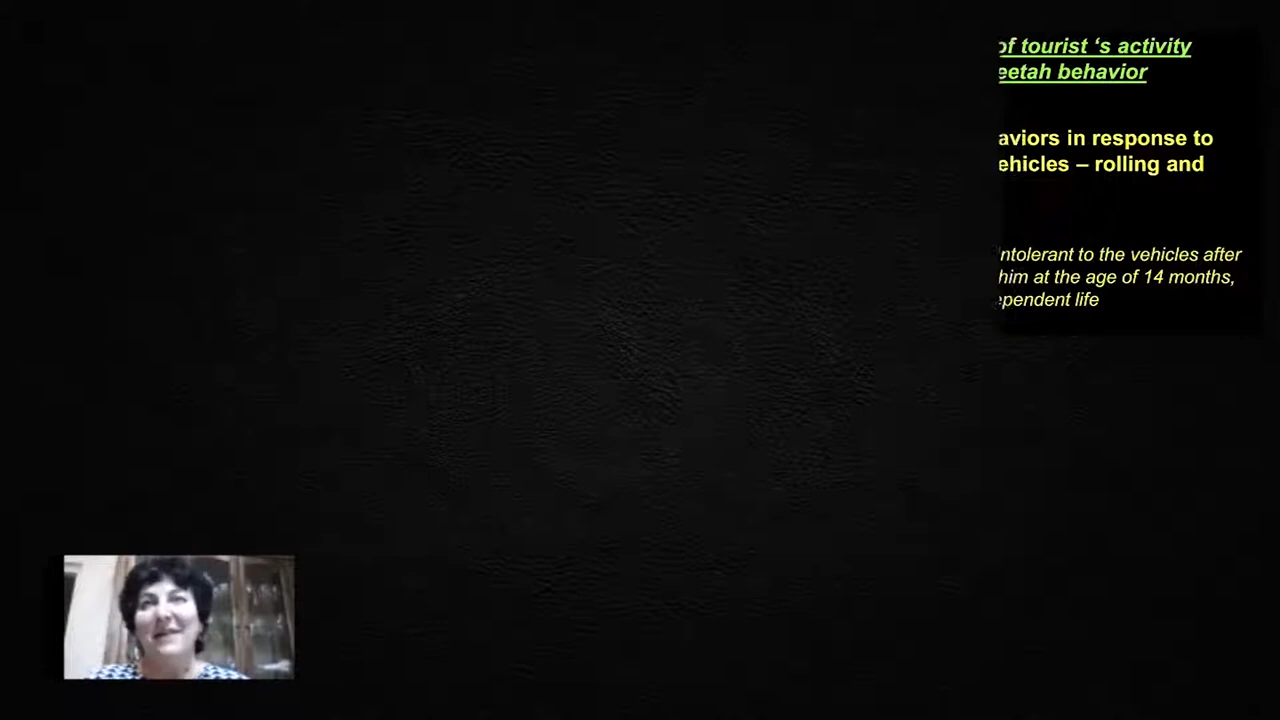 of tourist ‘s activity
eetah behavior
aviors in response to
ehicles – rolling and
ntolerant to the vehicles after
him at the age of 14 months,
ependent life